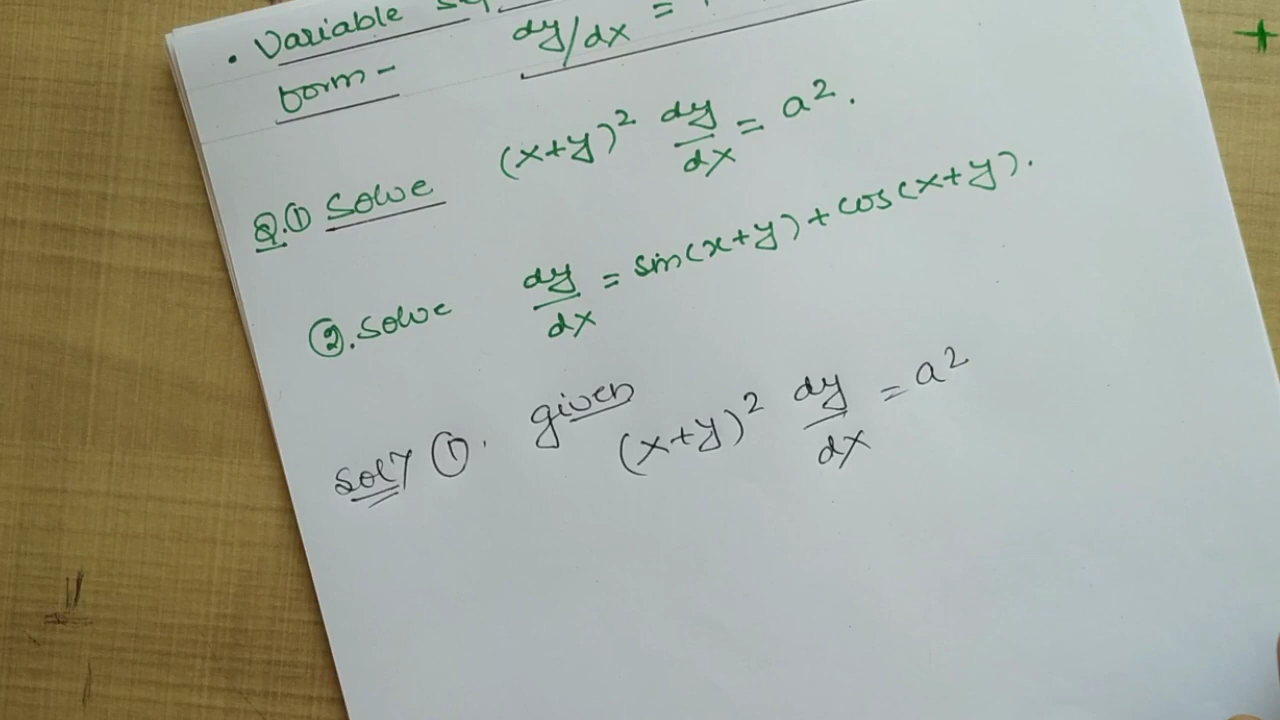 • Variable
form - dy/dx =
Q.① Solve (x+y)² dy/dx = a².
②. Solve dy/dx = sin(x+y) + cos(x+y).
Solⁿ ①. given
(x+y)² dy/dx = a²